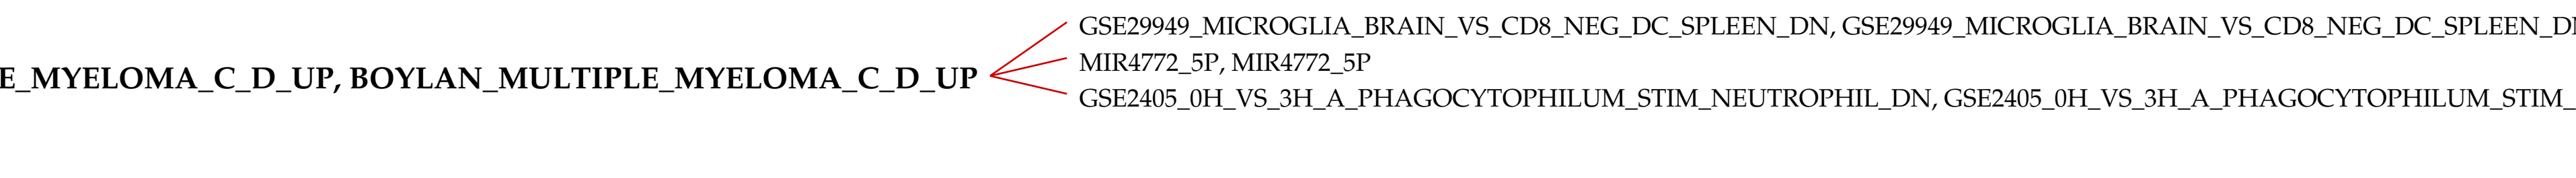 GSE29949_MICROGLIA_BRAIN_VS_CD8_NEG_DC_SPLEEN_DN, GSE29949_MICROGLIA_BRAIN_VS_CD8_NEG_DC_SPLEEN_D
MIR4772_5P, MIR4772_5P
E_MYELOMA_C_D_UP, BOYLAN_MULTIPLE_MYELOMA_C_D_UP
GSE2405_0H_VS_3H_A_PHAGOCYTOPHILUM_STIM_NEUTROPHIL_DN, GSE2405_0H_VS_3H_A_PHAGOCYTOPHILUM_STIM_